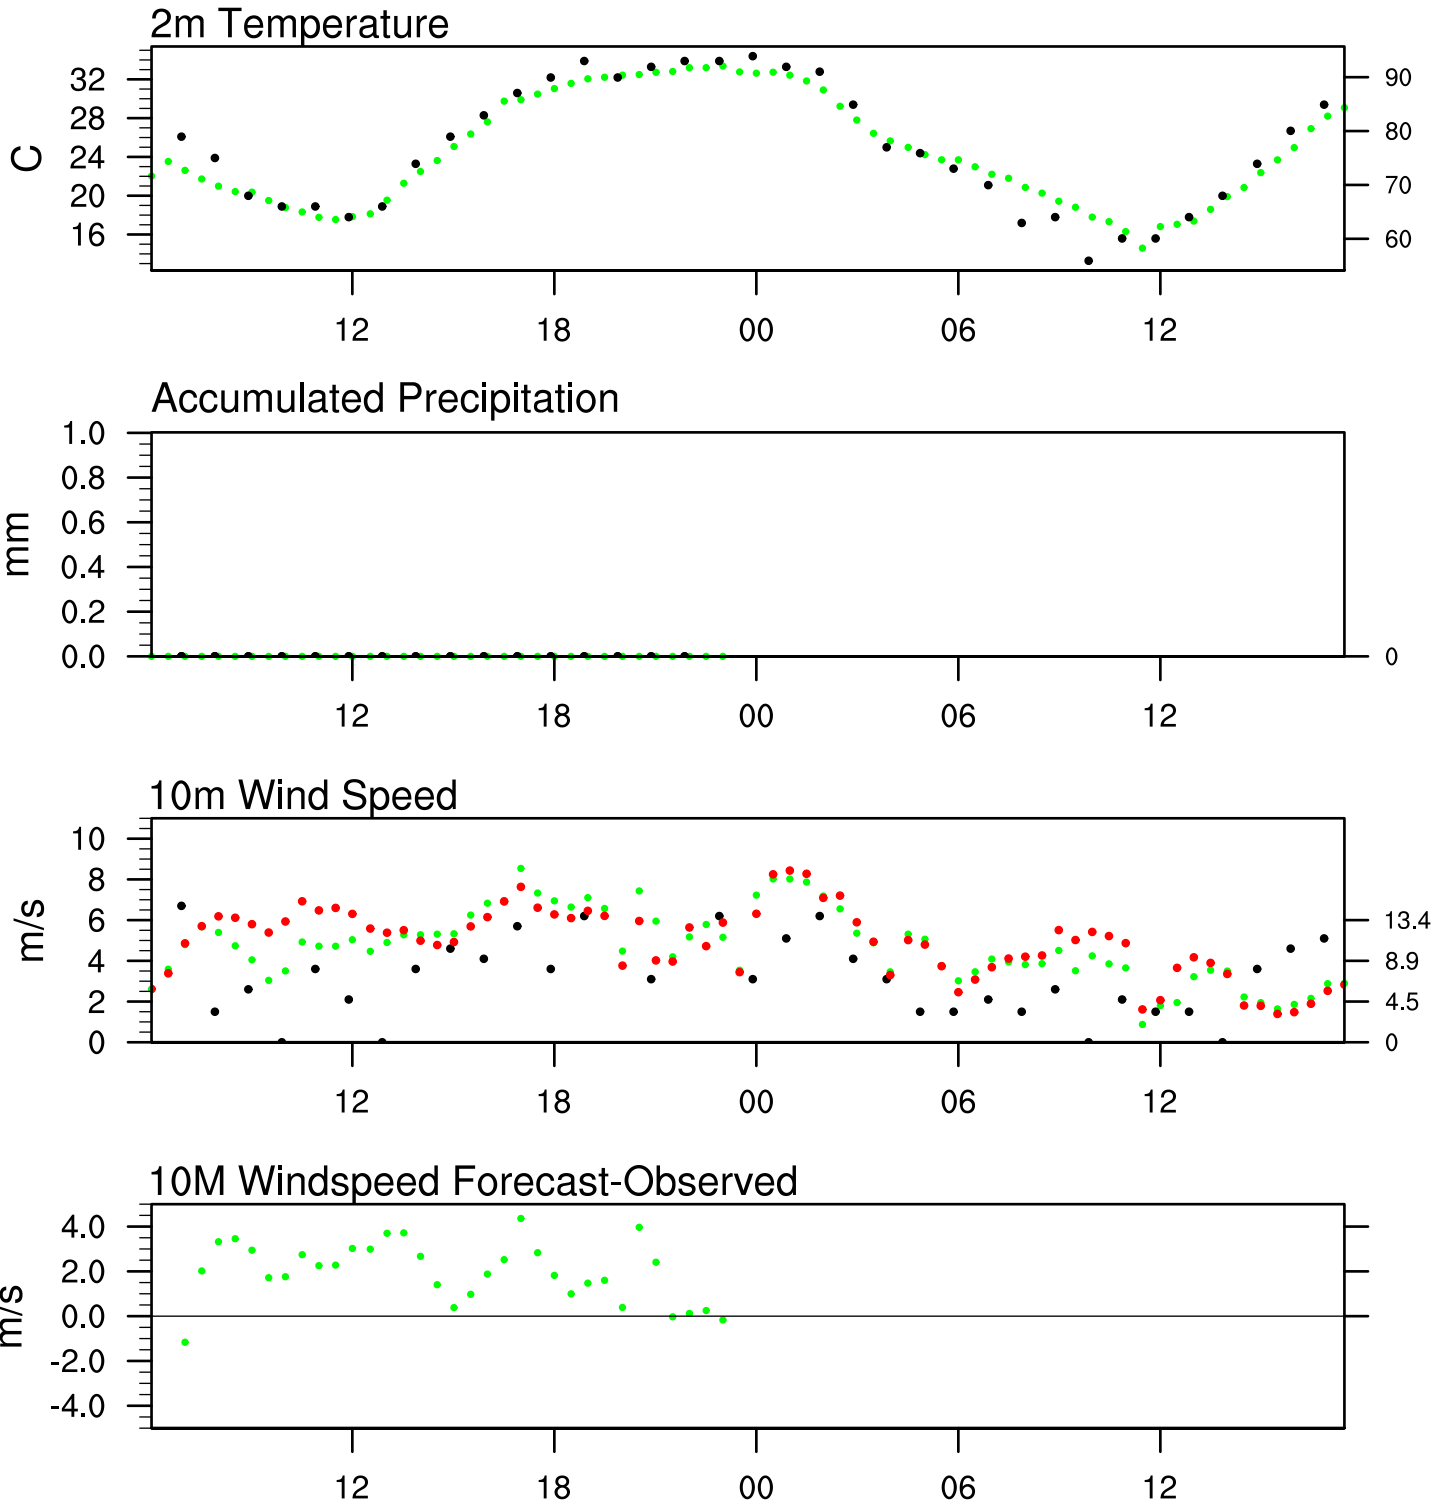 2m Temperature
C
32
28
24
20
16
90
80
70
60
12 18 00 06 12
Accumulated Precipitation
mm
1.0
0.8
0.6
0.4
0.2
0.0
0
12 18 00 06 12
10m Wind Speed
m/s
10
8
6
4
2
0
13.4
8.9
4.5
0
12 18 00 06 12
10M Windspeed Forecast-Observed
m/s
4.0
2.0
0.0
-2.0
-4.0
12 18 00 06 12